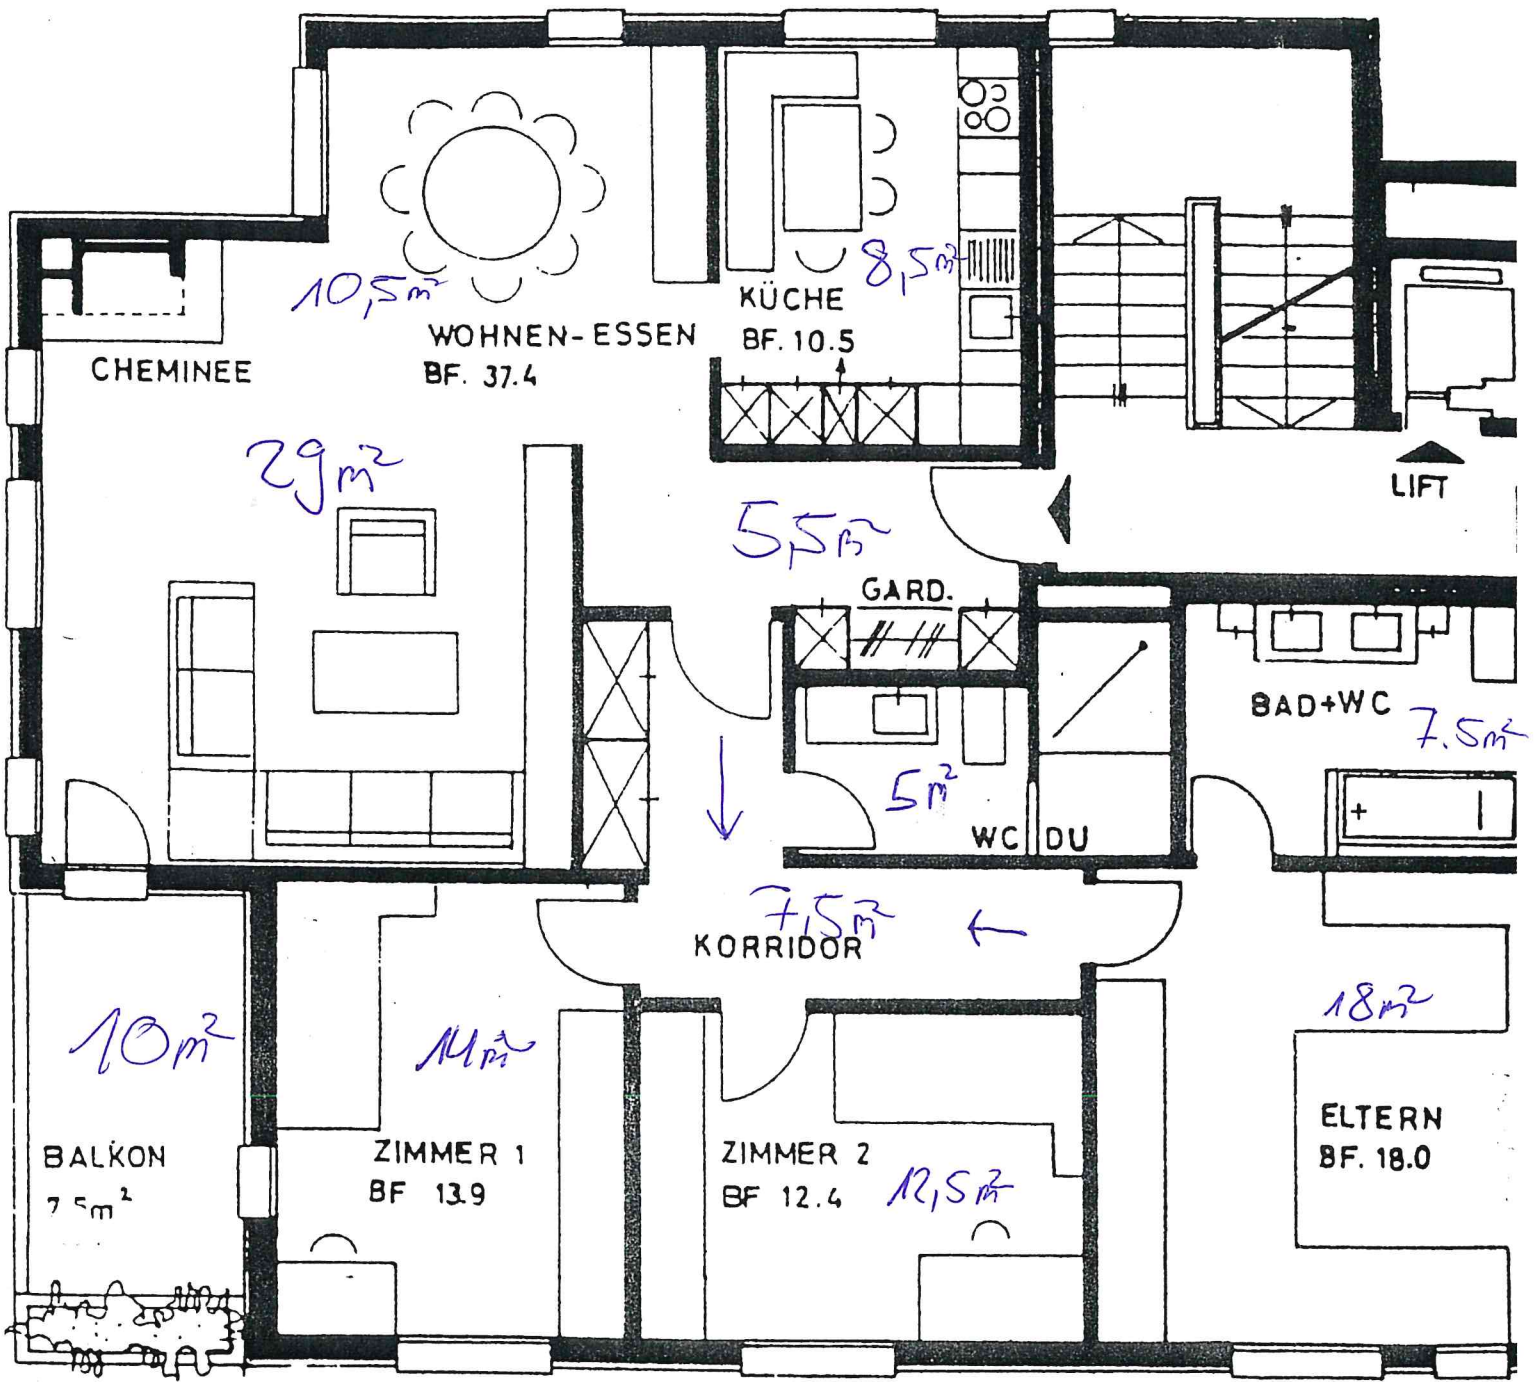 10,5m²
8,5m²
KÜCHE
BF. 10.5
WOHNEN-ESSEN
BF. 37.4
CHEMINEE
29m²
LIFT
5,5m²
GARD.
BAD+WC
7.5m²
5m²
WC
DU
7,5m²
KORRIDOR
10m²
14m²
18m²
BALKON
ZIMMER 1
BF 13.9
ZIMMER 2
BF 12.4
12,5m²
ELTERN
BF. 18.0